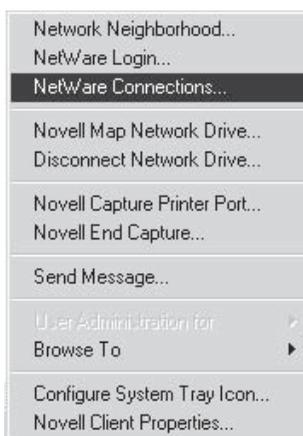 Network Neighborhood...
NetWare Login...
NetWare Connections...
Novell Map Network Drive...
Disconnect Network Drive...
Novell Capture Printer Port...
Novell End Capture...
Send Message...
User Administration for
Browse To
Configure System Tray Icon...
Novell Client Properties...